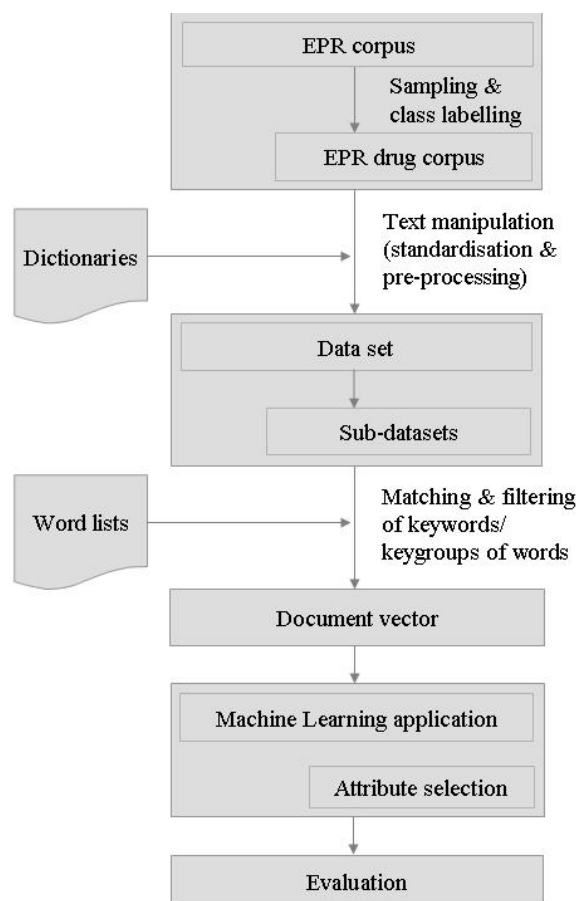 EPR corpus
Sampling &
class labelling
EPR drug corpus
Text manipulation
(standardisation &
pre-processing)
Dictionaries
Data set
Sub-datasets
Matching & filtering
of keywords/
keygroups of words
Word lists
Document vector
Machine Learning application
Attribute selection
Evaluation